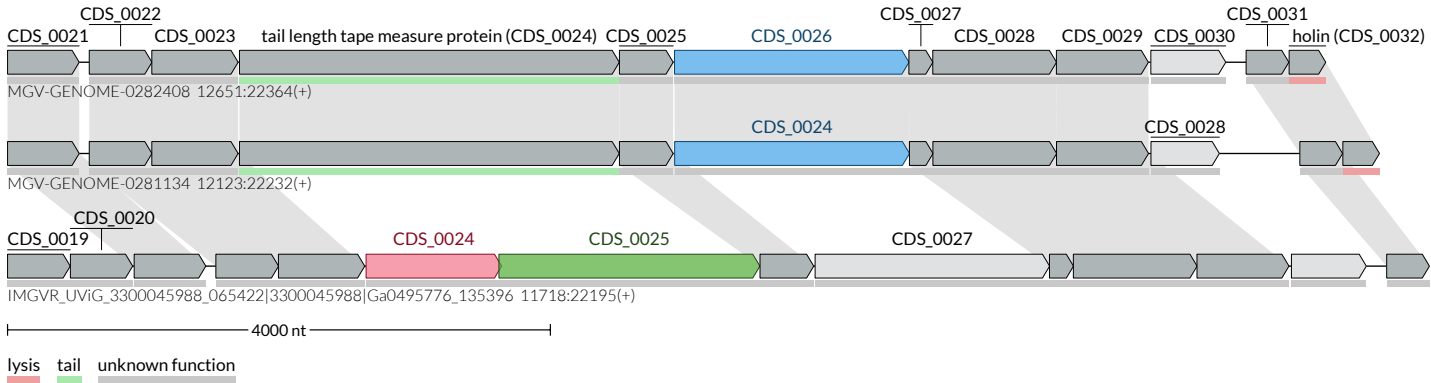 CDS_0022 CDS_0027 CDS_0031
CDS_0021 CDS_0023 tail length tape measure protein (CDS_0024) CDS_0025 CDS_0026 CDS_0028 CDS_0029 CDS_0030 holin (CDS_0032)
MGV-GENOME-0282408 12651:22364(+)
CDS_0024 CDS_0028
MGV-GENOME-0281134 12123:22232(+)
CDS_0020
CDS_0019 CDS_0024 CDS_0025 CDS_0027
IMGVR_UViG_3300045988_065422|3300045988|Ga0495776_135396 11718:22195(+)
4000 nt
lysis tail unknown function